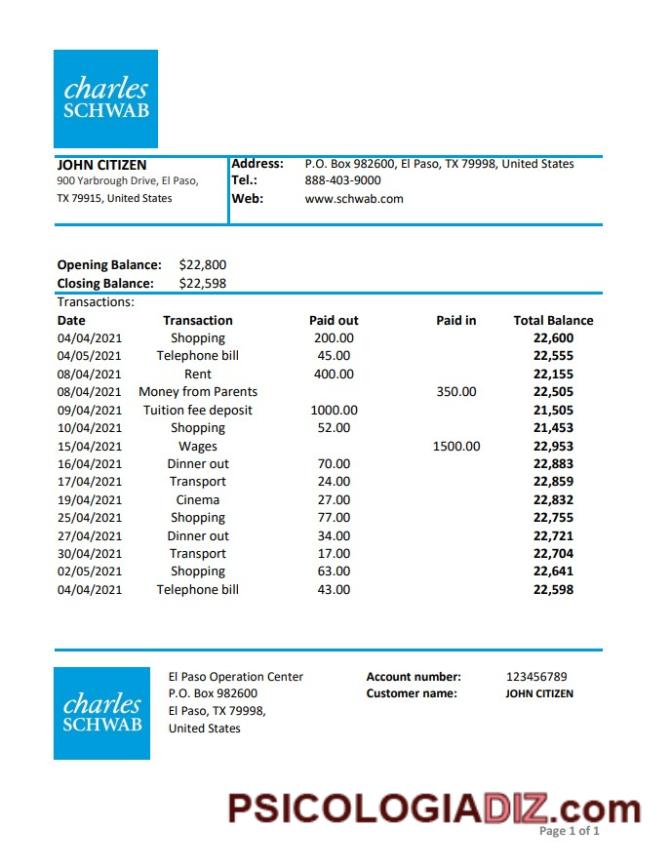 charles
SCHWAB
JOHN CITIZEN
900 Yarbrough Drive, El Paso,
TX 79915, United States
Address: P.O. Box 982600, El Paso, TX 79998, United States
Tel.: 888-403-9000
Web: www.schwab.com
Opening Balance: $22,800
Closing Balance: $22,598
Transactions:
Date Transaction Paid out Paid in Total Balance
04/04/2021 Shopping 200.00 22,600
04/05/2021 Telephone bill 45.00 22,555
08/04/2021 Rent 400.00 22,155
08/04/2021 Money from Parents 350.00 22,505
09/04/2021 Tuition fee deposit 1000.00 21,505
10/04/2021 Shopping 52.00 21,453
15/04/2021 Wages 1500.00 22,953
16/04/2021 Dinner out 70.00 22,883
17/04/2021 Transport 24.00 22,859
19/04/2021 Cinema 27.00 22,832
25/04/2021 Shopping 77.00 22,755
27/04/2021 Dinner out 34.00 22,721
30/04/2021 Transport 17.00 22,704
02/05/2021 Shopping 63.00 22,641
04/04/2021 Telephone bill 43.00 22,598
charles
SCHWAB
El Paso Operation Center
P.O. Box 982600
El Paso, TX 79998,
United States
Account number: 123456789
Customer name: JOHN CITIZEN
PSICOLOGIADIZ.com
Page 1 of 1